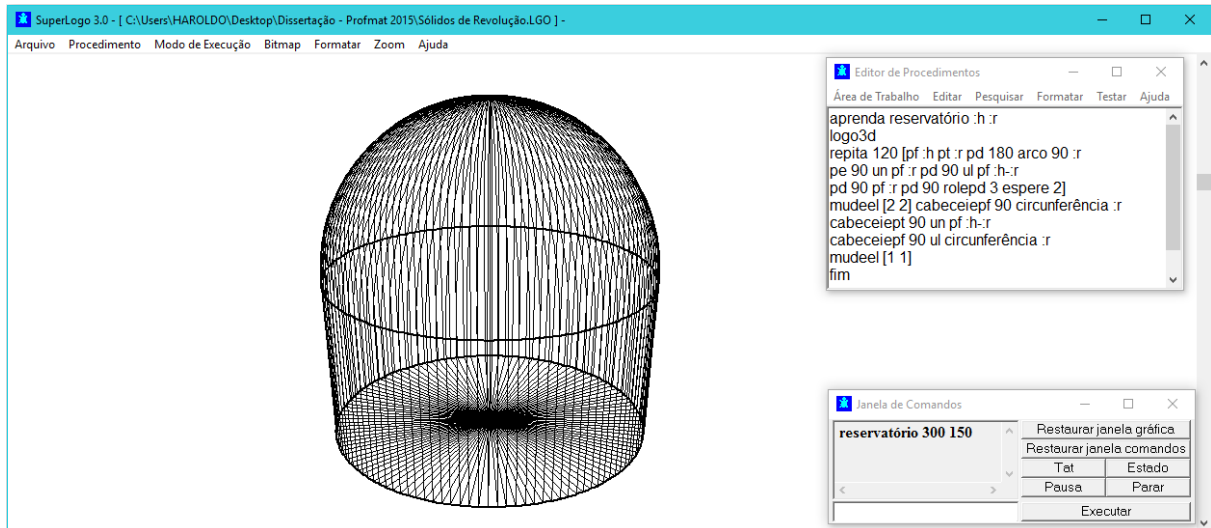 SuperLogo 3.0 - [ C:\Users\HAROLDO\Desktop\Dissertação - Profmat 2015\Sólidos de Revolução.LGO ] -
Arquivo Procedimento Modo de Execução Bitmap Formatar Zoom Ajuda
Editor de Procedimentos
Área de Trabalho Editar Pesquisar Formatar Testar Ajuda
aprenda reservatório :h :r
logo3d
repita 120 [pf :h pt :r pd 180 arco 90 :r
pe 90 un pf :r pd 90 ul pf :h-:r
pd 90 pf :r pd 90 rolepd 3 espere 2]
mudeel [2 2] cabeceiepf 90 circunferência :r
cabeceiept 90 un pf :h-:r
cabeceiepf 90 ul circunferência :r
mudeel [1 1]
fim
Janela de Comandos
reservatório 300 150
Restaurar janela gráfica
Restaurar janela comandos
Tat Estado
Pausa Parar
Executar